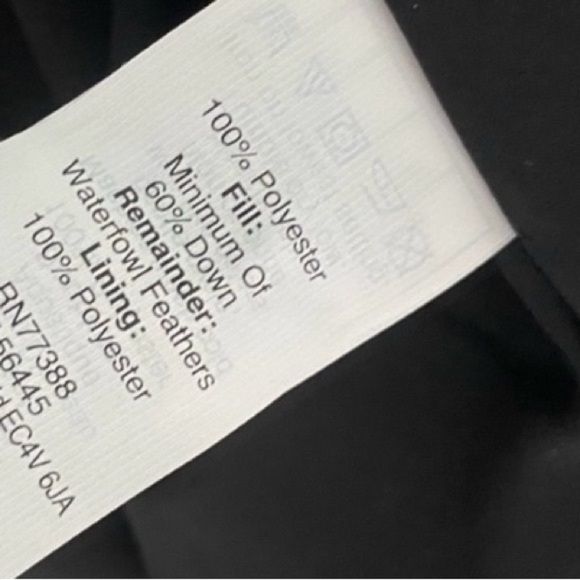 100% Polyester
Fill:
Minimum Of
60% Down
Remainder:
Waterfowl Feathers
Lining:
100% Polyester
RN77388
56445
EC4V 6JA